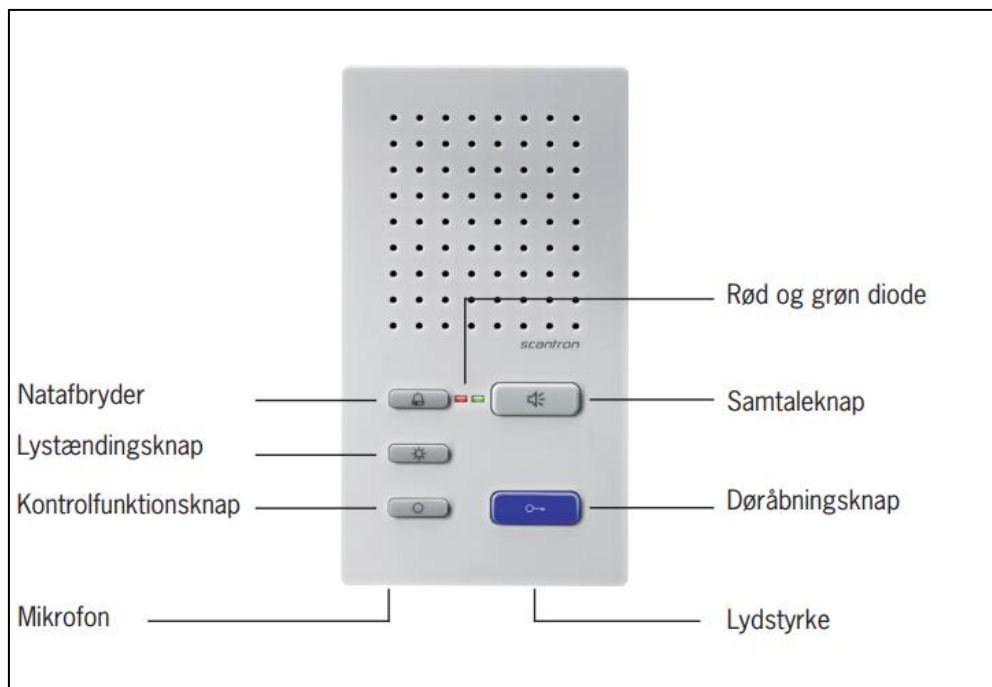 Rød og grøn diode
scantron
Natafbryder
Samtaleknap
Lystændingsknap
Kontrolfunktionsknap
Døråbningsknap
Mikrofon
Lydstyrke